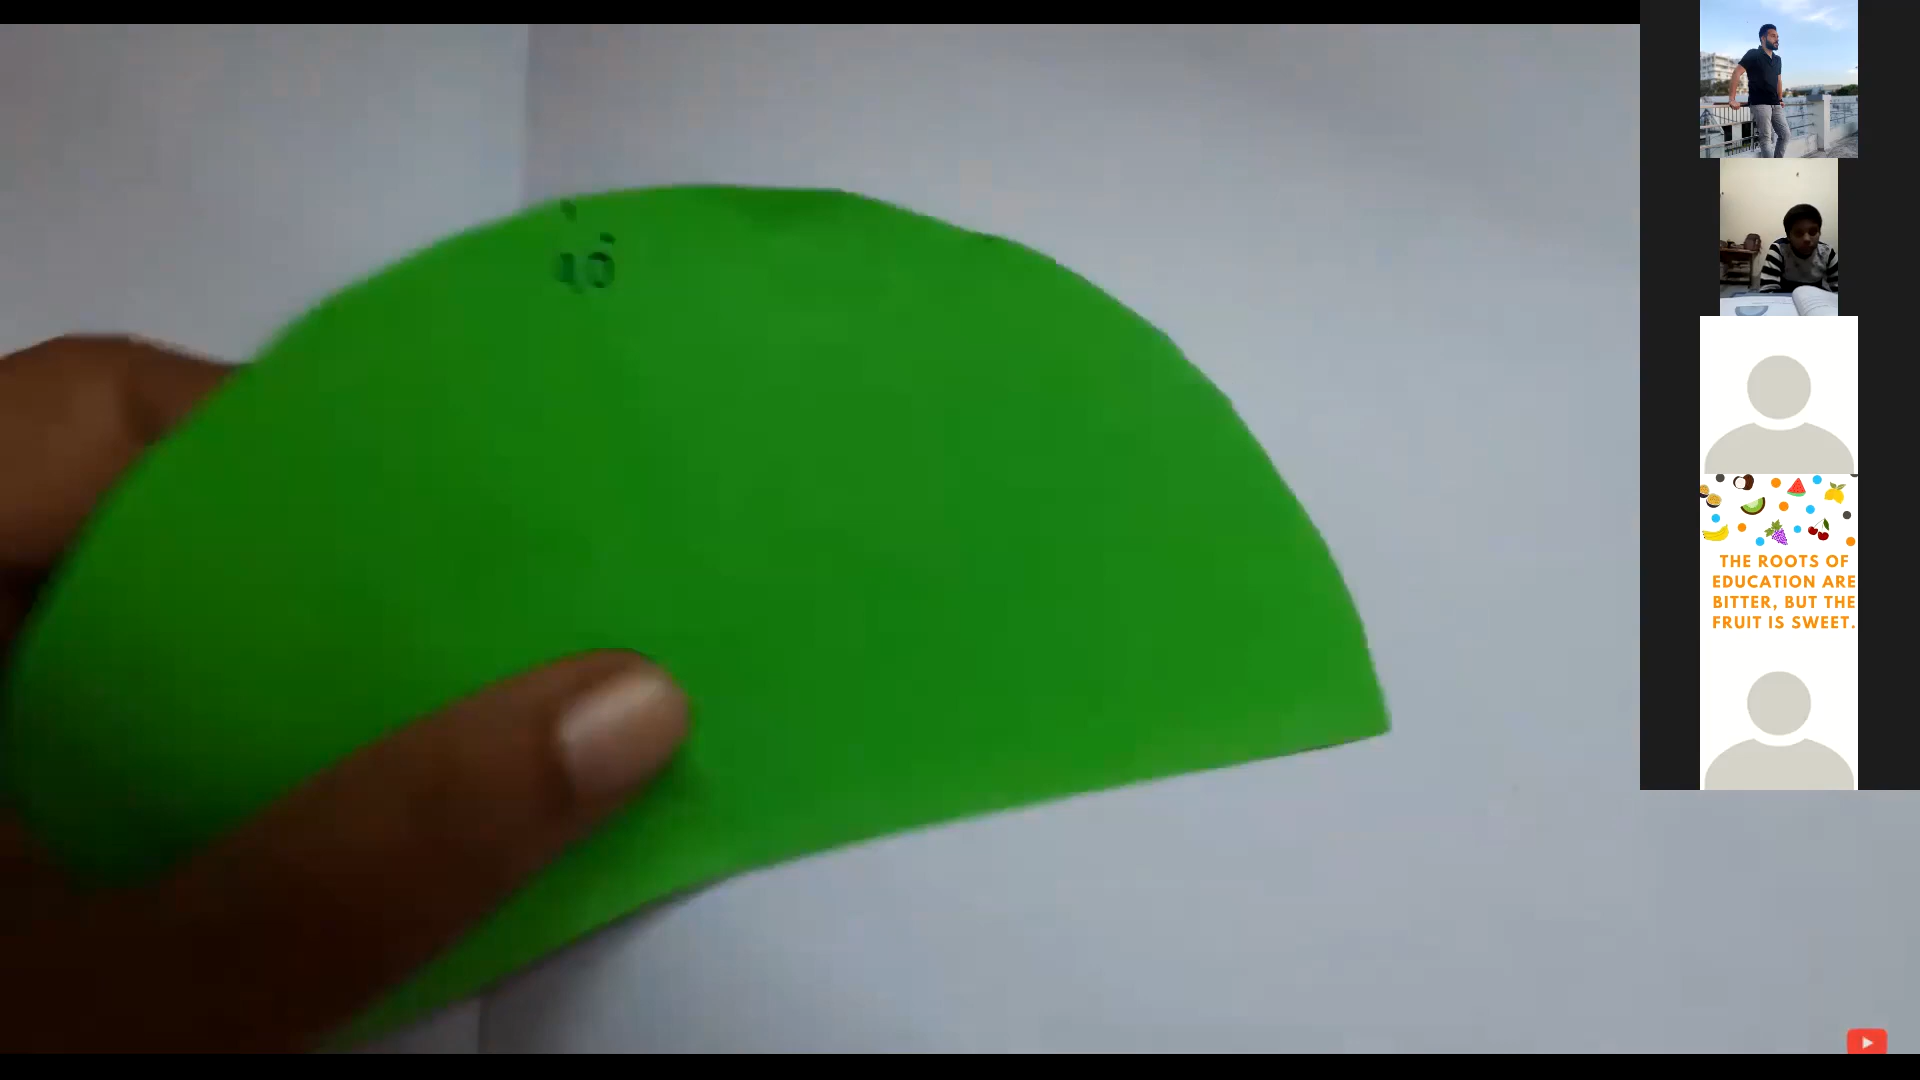 THE ROOTS OF
EDUCATION ARE
BITTER, BUT THE
FRUIT IS SWEET.